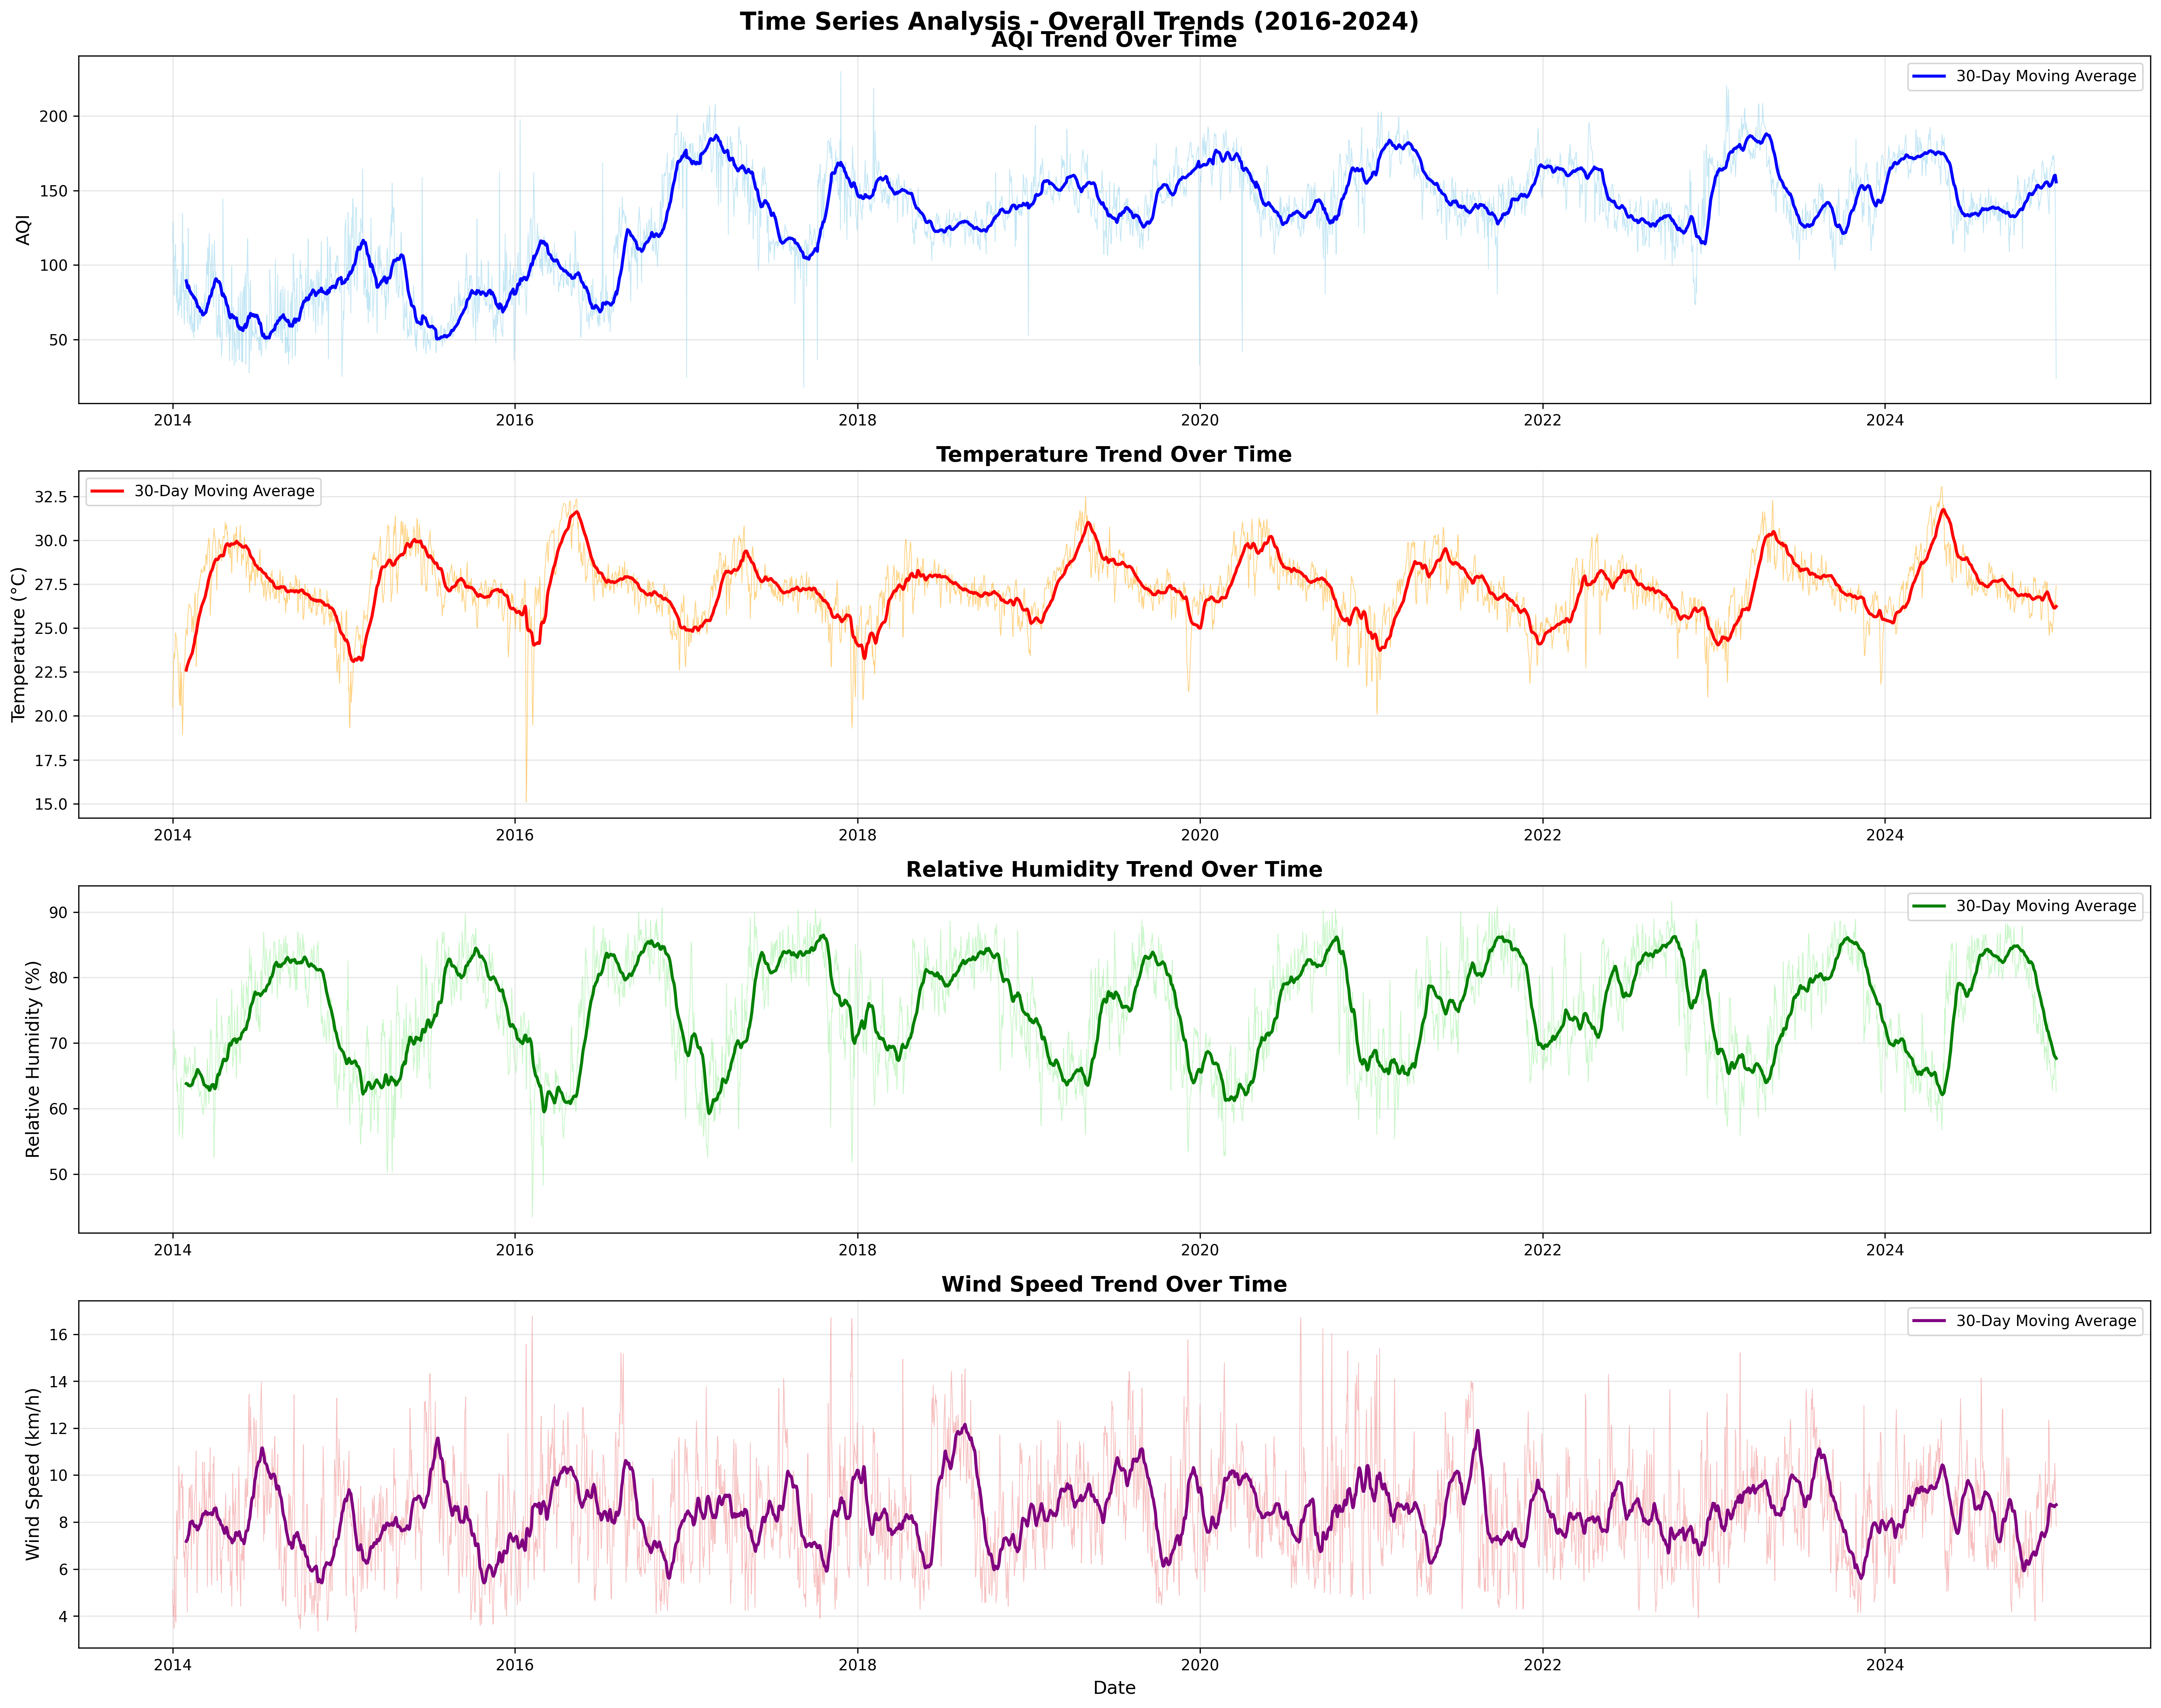 Time Series Analysis - Overall Trends (2016-2024)
AQI Trend Over Time
30-Day Moving Average
AQI
200
150
100
50
2014 2016 2018 2020 2022 2024
Temperature Trend Over Time
30-Day Moving Average
Temperature (°C)
32.5
30.0
27.5
25.0
22.5
20.0
17.5
15.0
2014 2016 2018 2020 2022 2024
Relative Humidity Trend Over Time
30-Day Moving Average
Relative Humidity (%)
90
80
70
60
50
2014 2016 2018 2020 2022 2024
Wind Speed Trend Over Time
30-Day Moving Average
Wind Speed (km/h)
16
14
12
10
8
6
4
2014 2016 2018 2020 2022 2024
Date